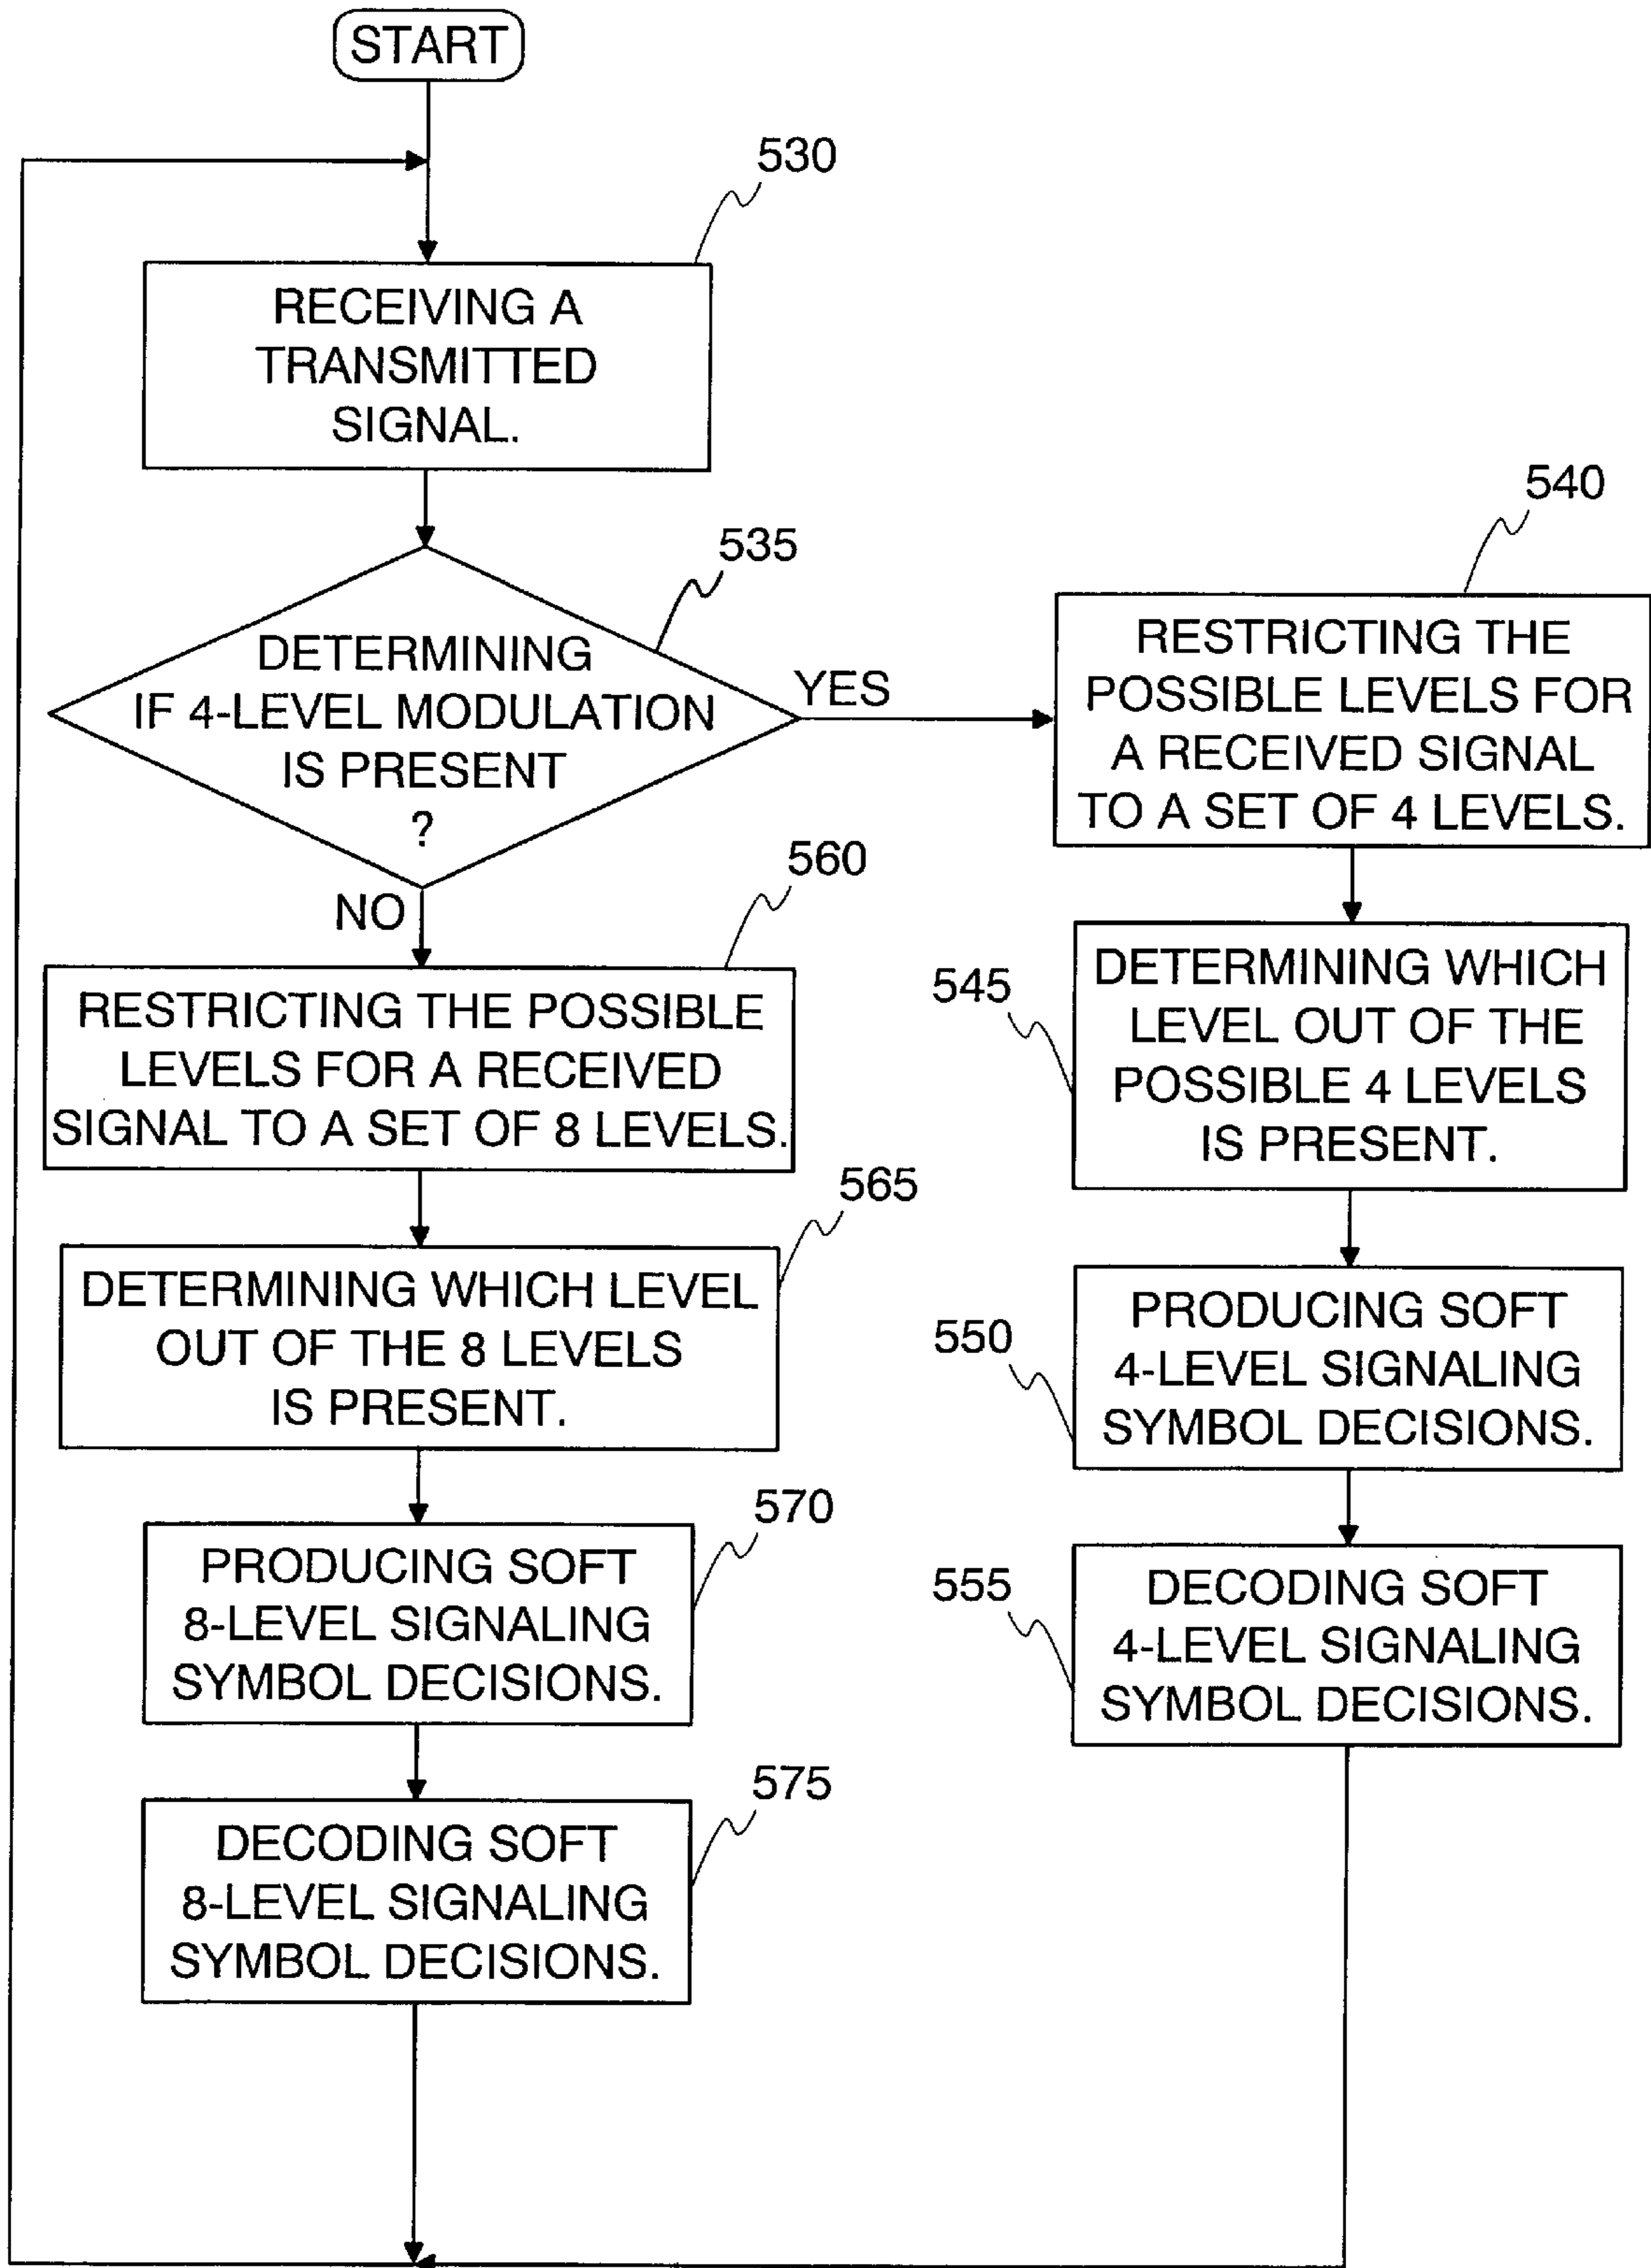 START
530
RECEIVING A
TRANSMITTED
SIGNAL.
535
DETERMINING
IF 4-LEVEL MODULATION
IS PRESENT
?
YES
NO
540
RESTRICTING THE
POSSIBLE LEVELS FOR
A RECEIVED SIGNAL
TO A SET OF 4 LEVELS.
545
DETERMINING WHICH
LEVEL OUT OF THE
POSSIBLE 4 LEVELS
IS PRESENT.
550
PRODUCING SOFT
4-LEVEL SIGNALING
SYMBOL DECISIONS.
555
DECODING SOFT
4-LEVEL SIGNALING
SYMBOL DECISIONS.
560
RESTRICTING THE POSSIBLE
LEVELS FOR A RECEIVED
SIGNAL TO A SET OF 8 LEVELS.
565
DETERMINING WHICH LEVEL
OUT OF THE 8 LEVELS
IS PRESENT.
570
PRODUCING SOFT
8-LEVEL SIGNALING
SYMBOL DECISIONS.
575
DECODING SOFT
8-LEVEL SIGNALING
SYMBOL DECISIONS.